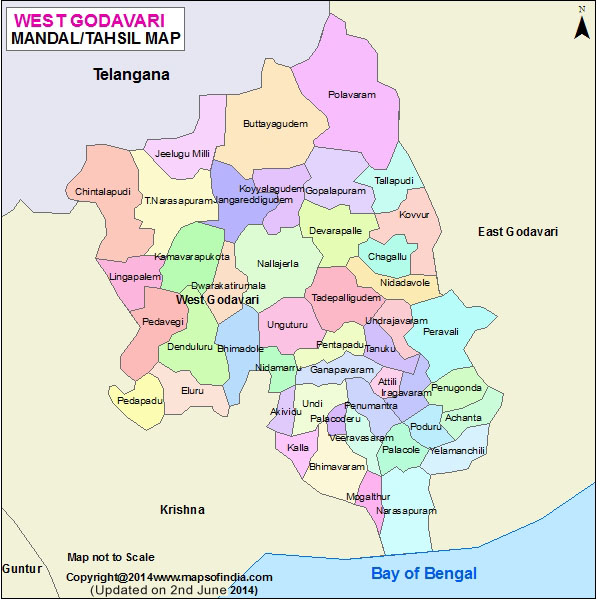 WEST GODAVARI
MANDAL/TAHSIL MAP
N
Telangana
Polavaram
Buttayagudem
Jeelugu Milli
Chintalapudi
T.Narasapuram
Koyyalagudem
Jangareddigudem
Gopalapuram
Tallapudi
Kovvur
East Godavari
Devarapalle
Kamavarapukota
Chagallu
Nallajerla
Lingapalem
Dwarakatirumala
Nidadavole
West Godavari
Tadepalligudem
Pedavegi
Undrajavaram
Unguturu
Peravali
Denduluru
Bhimadole
Pentapadu
Tanuku
Nidamarru
Ganapavaram
Attili
Iragavaram
Penugonda
Eluru
Pedapadu
Akividu
Undi
Penumantra
Palacoderu
Achanta
Poduru
Veeravasaram
Kalla
Palacole
Yelamanchili
Bhimavaram
Mogalthur
Narasapuram
Krishna
Map not to Scale
Guntur
Copyright@2014www.mapsofindia.com
(Updated on 2nd June 2014)
Bay of Bengal